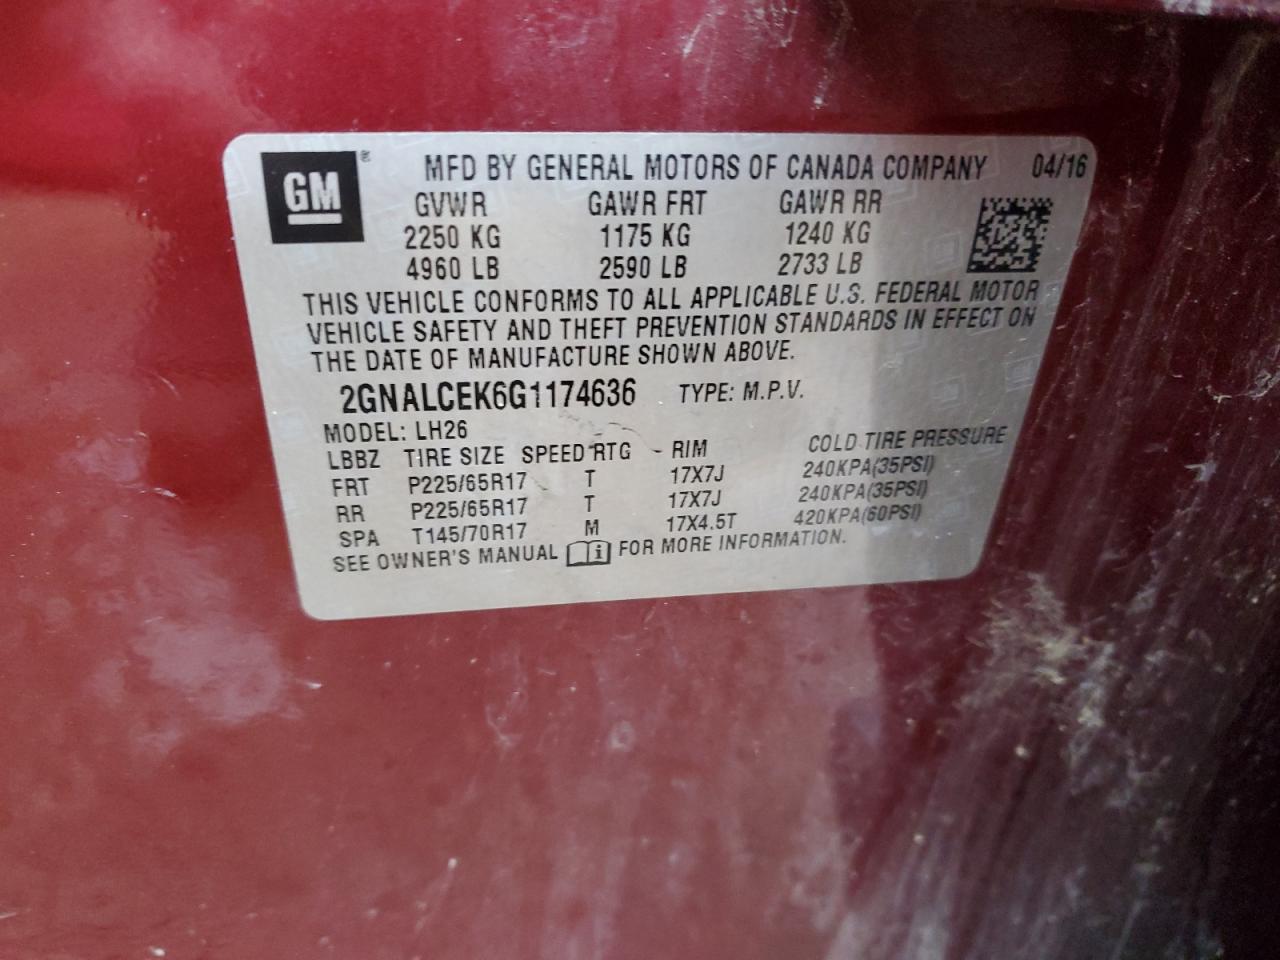 GM® MFD BY GENERAL MOTORS OF CANADA COMPANY 04/16
GVWR GAWR FRT GAWR RR
2250 KG 1175 KG 1240 KG
4960 LB 2590 LB 2733 LB
THIS VEHICLE CONFORMS TO ALL APPLICABLE U.S. FEDERAL MOTOR
VEHICLE SAFETY AND THEFT PREVENTION STANDARDS IN EFFECT ON
THE DATE OF MANUFACTURE SHOWN ABOVE.
2GNALCEK6G1174636 TYPE: M.P.V.
MODEL: LH26
LBBZ TIRE SIZE SPEED RTG RIM COLD TIRE PRESSURE
FRT P225/65R17 T 17X7J 240KPA(35PSI)
RR P225/65R17 T 17X7J 240KPA(35PSI)
SPA T145/70R17 M 17X4.5T 420KPA(60PSI)
SEE OWNER'S MANUAL i FOR MORE INFORMATION.